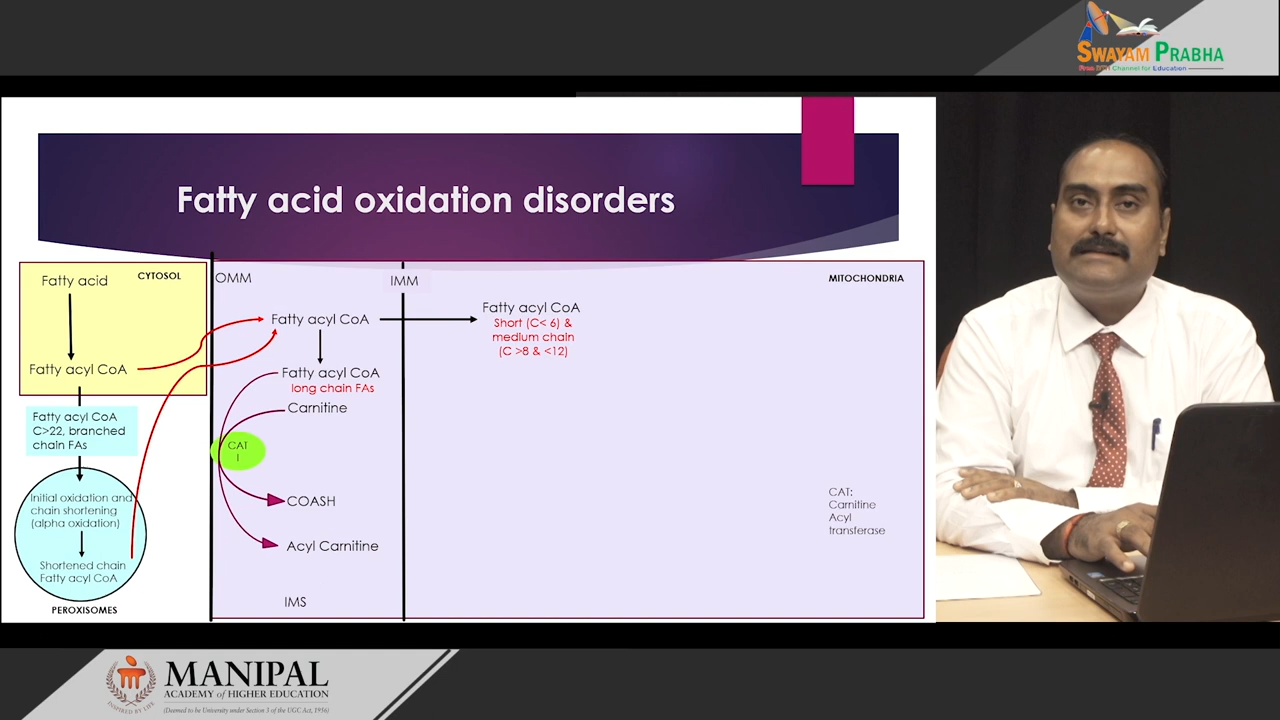 SWAYAM PRABHA
Free DTH Channel for Education
Fatty acid oxidation disorders
Fatty acid
CYTOSOL
Fatty acyl CoA
Fatty acyl CoA
C>22, branched
chain FAs
Initial oxidation and
chain shortening
(alpha oxidation)
Shortened chain
Fatty acyl CoA
PEROXISOMES
OMM
IMM
MITOCHONDRIA
Fatty acyl CoA
Fatty acyl CoA
long chain FAs
Carnitine
CAT
I
COASH
Acyl Carnitine
IMS
Fatty acyl CoA
Short (C< 6) &
medium chain
(C >8 & <12)
CAT:
Carnitine
Acyl
transferase
INSPIRED BY LIFE
MANIPAL
ACADEMY of HIGHER EDUCATION
(Deemed to be University under Section 3 of the UGC Act, 1956)